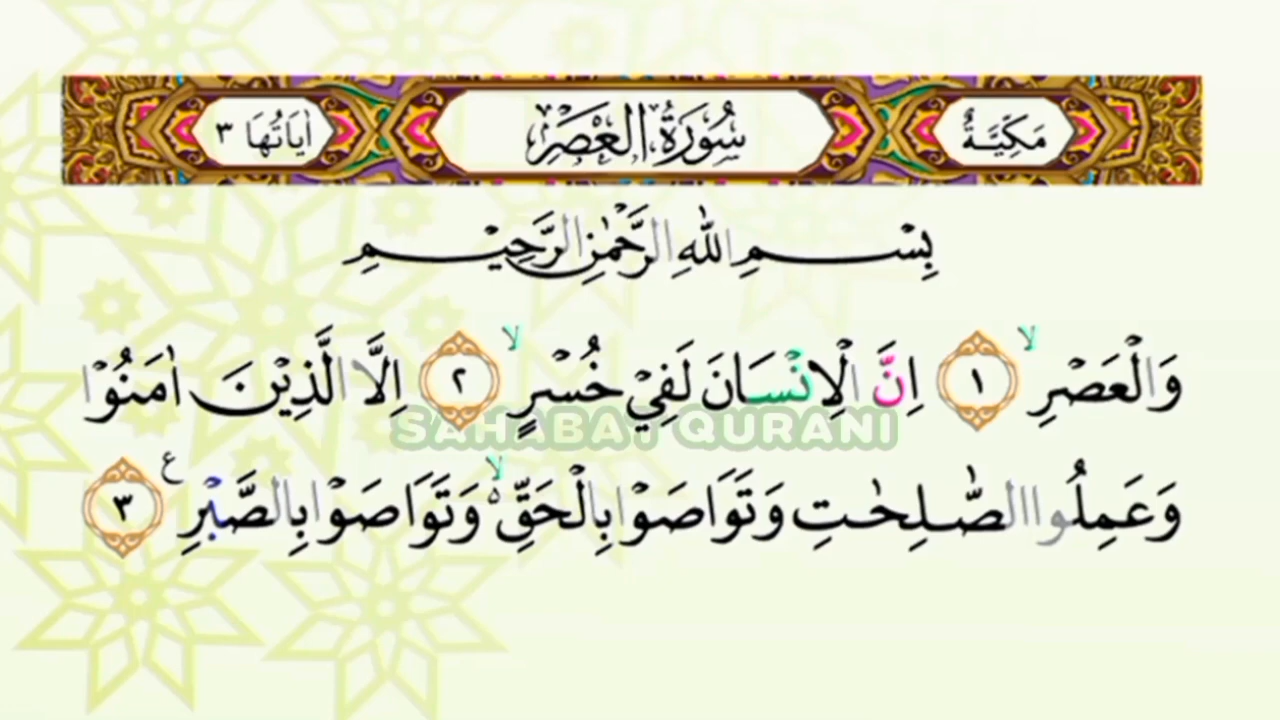 مَكِّيَّةٌ سُوْرَةُ الْعَصْرِ اٰيَاتُهَا ٣
بِسْمِ اللّٰهِ الرَّحْمٰنِ الرَّحِيْمِ
وَالْعَصْرِۙ ١ اِنَّ الْاِنْسَانَ لَفِيْ خُسْرٍۙ ٢ اِلَّا الَّذِيْنَ اٰمَنُوْا
SAHABAT QURANI
وَعَمِلُوا الصّٰلِحٰتِ وَتَوَاصَوْا بِالْحَقِّ ەۙ وَتَوَاصَوْا بِالصَّبْرِ ࣖ ٣